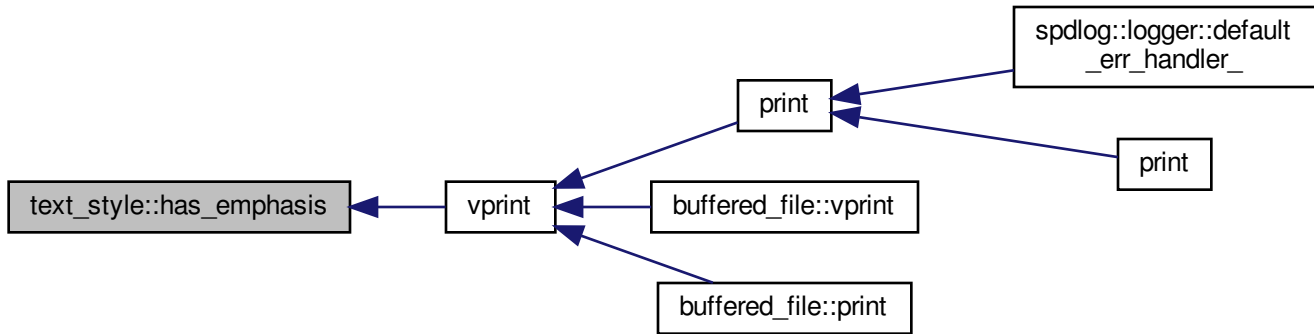 spdlog::logger::default
_err_handler_
print
print
text_style::has_emphasis
vprint
buffered_file::vprint
buffered_file::print